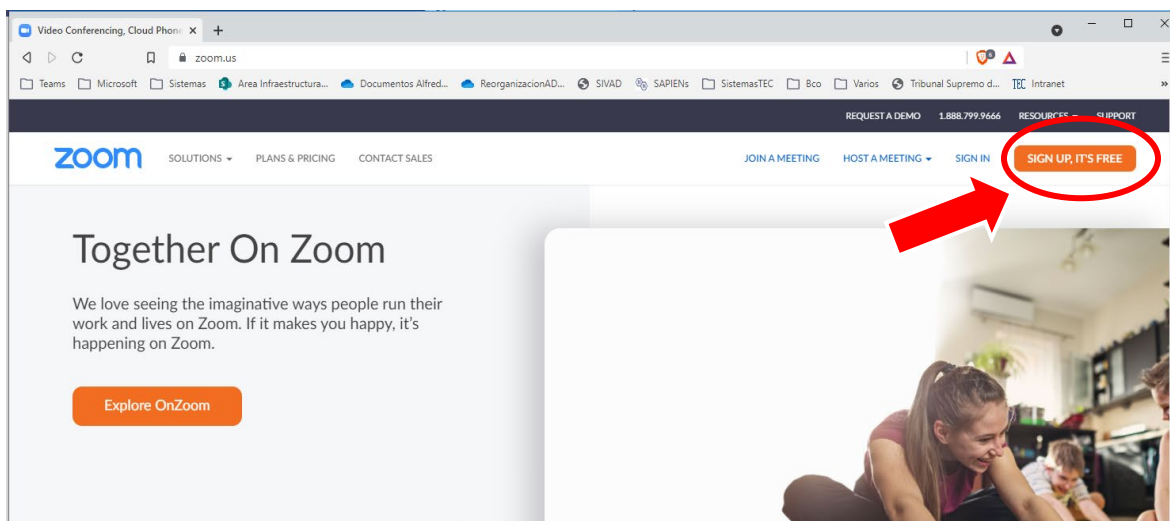 Video Conferencing, Cloud Phone
zoom.us
6
Teams Microsoft Sistemas Area Infraestructura... Documentos Alfred... ReorganizacionAD... SIVAD SAPIENs SistemasTEC Bco Varios Tribunal Supremo d... TEC Intranet »
REQUEST A DEMO 1.888.799.9666 RESOURCES SUPPORT
zoom SOLUTIONS PLANS & PRICING CONTACT SALES JOIN A MEETING HOST A MEETING SIGN IN SIGN UP, IT'S FREE
Together On Zoom
We love seeing the imaginative ways people run their
work and lives on Zoom. If it makes you happy, it's
happening on Zoom.
Explore OnZoom